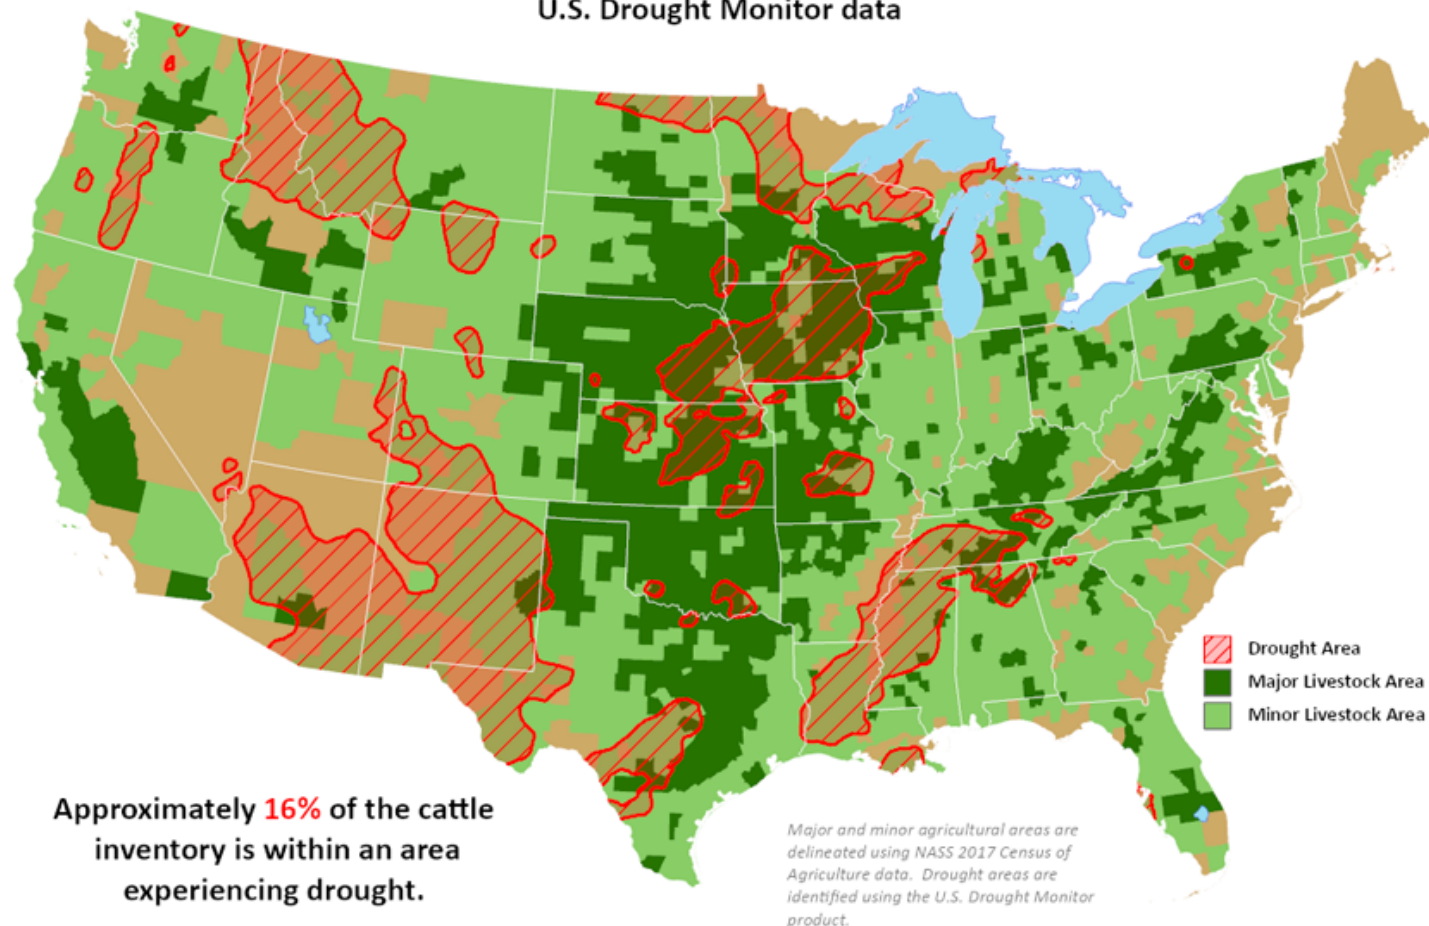 U.S. Drought Monitor data
Drought Area
Major Livestock Area
Minor Livestock Area
Approximately 16% of the cattle
inventory is within an area
experiencing drought.
Major and minor agricultural areas are
delineated using NASS 2017 Census of
Agriculture data. Drought areas are
identified using the U.S. Drought Monitor
product.